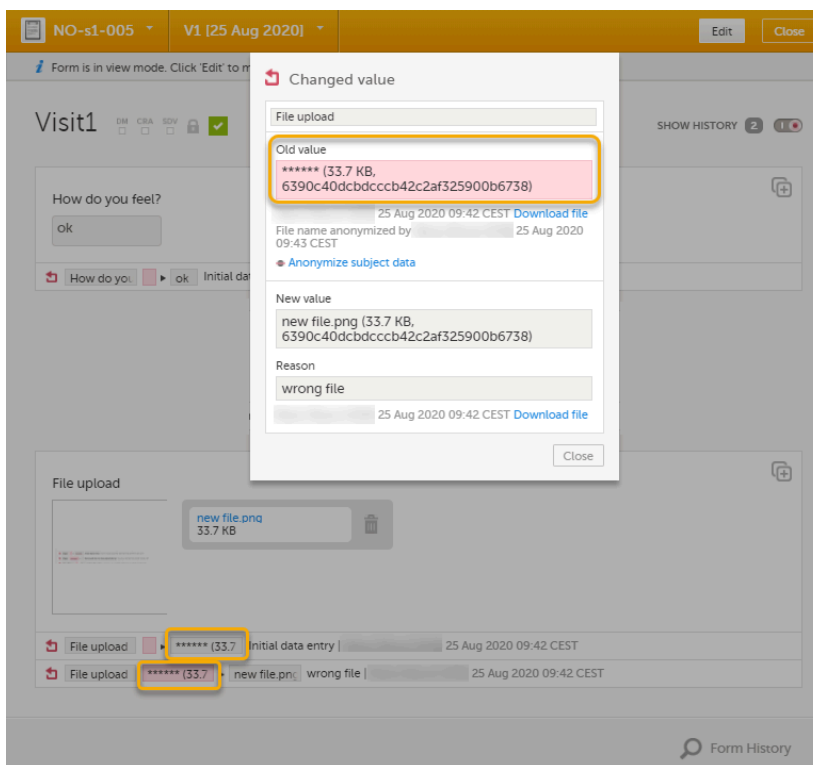 NO-s1-005
V1 [25 Aug 2020]
Edit
Close
i Form is in view mode. Click 'Edit' to m
Changed value
File upload
Visit1
DM CRA SDV
SHOW HISTORY 2
Old value
****** (33.7 KB,
6390c40dcbdcccb42c2af325900b6738)
25 Aug 2020 09:42 CEST Download file
File name anonymized by 25 Aug 2020
09:43 CEST
Anonymize subject data
How do you feel?
ok
How do you ok Initial dat
New value
new file.png (33.7 KB,
6390c40dcbdcccb42c2af325900b6738)
Reason
wrong file
25 Aug 2020 09:42 CEST Download file
Close
File upload
new file.png
33.7 KB
File upload ****** (33.7 Initial data entry | 25 Aug 2020 09:42 CEST
File upload ****** (33.7 new file.png wrong file | 25 Aug 2020 09:42 CEST
Form History